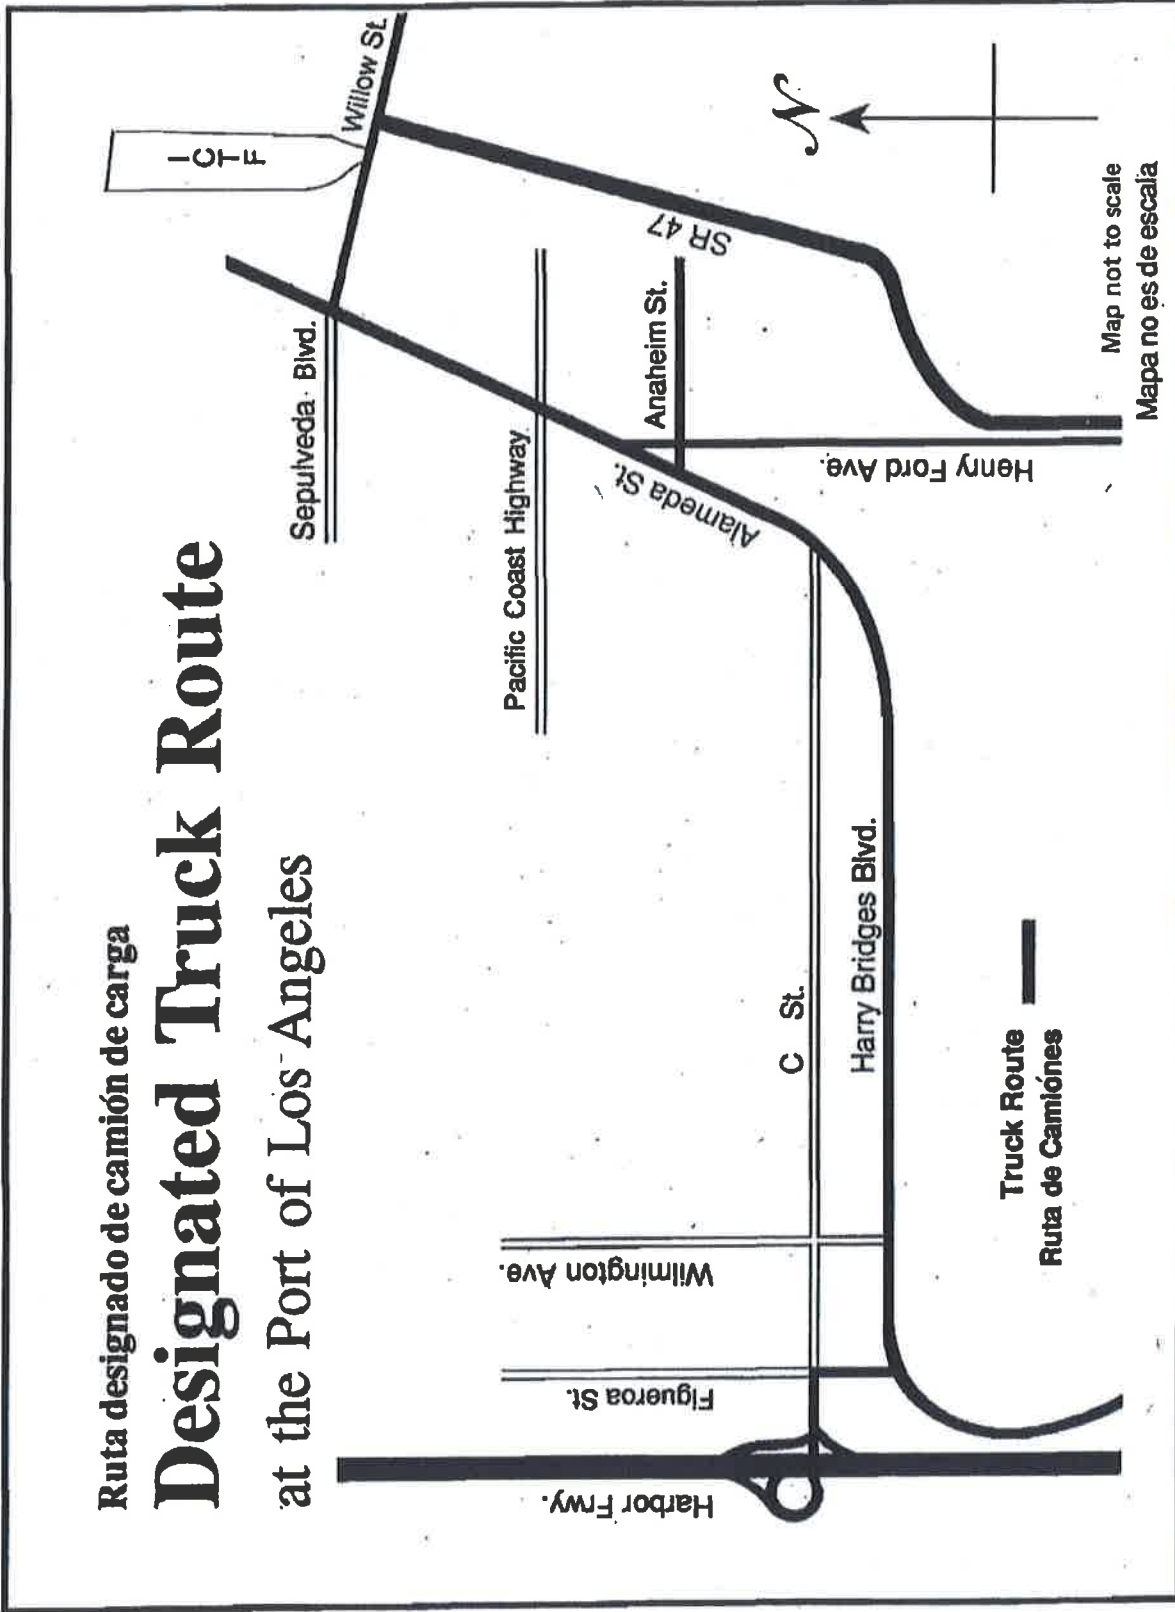 Ruta designado de camión de carga
Designated Truck Route
at the Port of Los Angeles
ICTF
Willow St.
Sepulveda Blvd.
Pacific Coast Highway
SR 47
Anaheim St.
Alameda St.
Henry Ford Ave.
C St.
Harry Bridges Blvd.
Wilmington Ave.
Figueroa St.
Harbor Frwy.
Truck Route
Ruta de Camiónes
N
Map not to scale
Mapa no es de escala